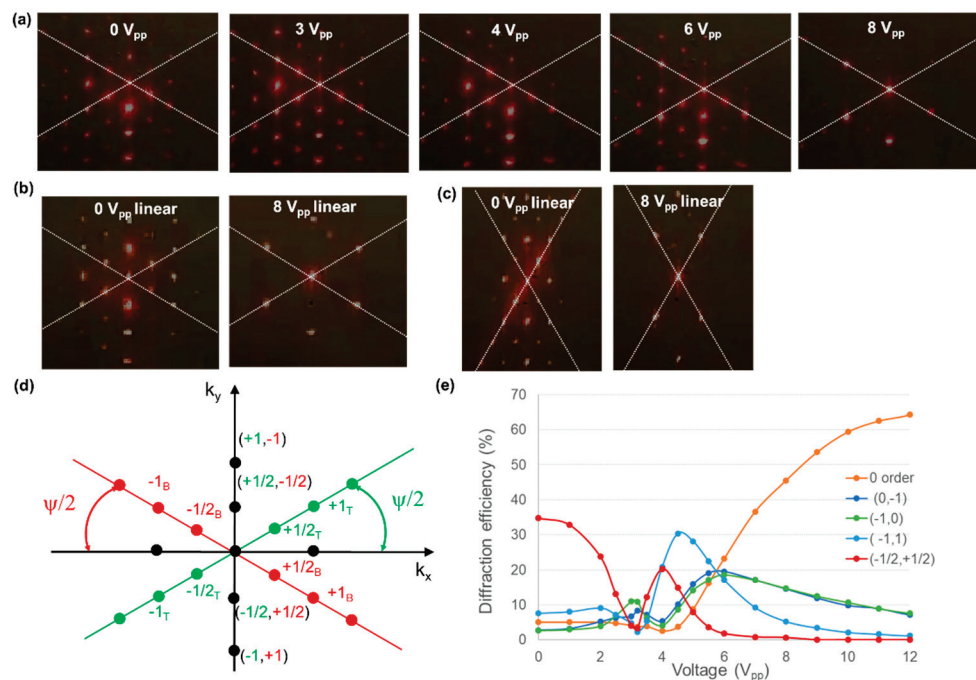 (a)
0 Vpp
3 Vpp
4 Vpp
6 Vpp
8 Vpp
(b)
0 Vpp linear
8 Vpp linear
(c)
0 Vpp linear
8 Vpp linear
(d)
ky
(+1,-1)
(+1/2,-1/2)
ψ/2
-1B
-1/2B
+1T
+1/2T
ψ/2
kx
-1T
-1/2T
+1/2B
+1B
(-1/2,+1/2)
(-1,+1)
(e)
Diffraction efficiency (%)
70
60
50
40
30
20
10
0
0 order
(0,-1)
(-1,0)
( -1,1)
(-1/2,+1/2)
0 2 4 6 8 10 12
Voltage (Vpp)